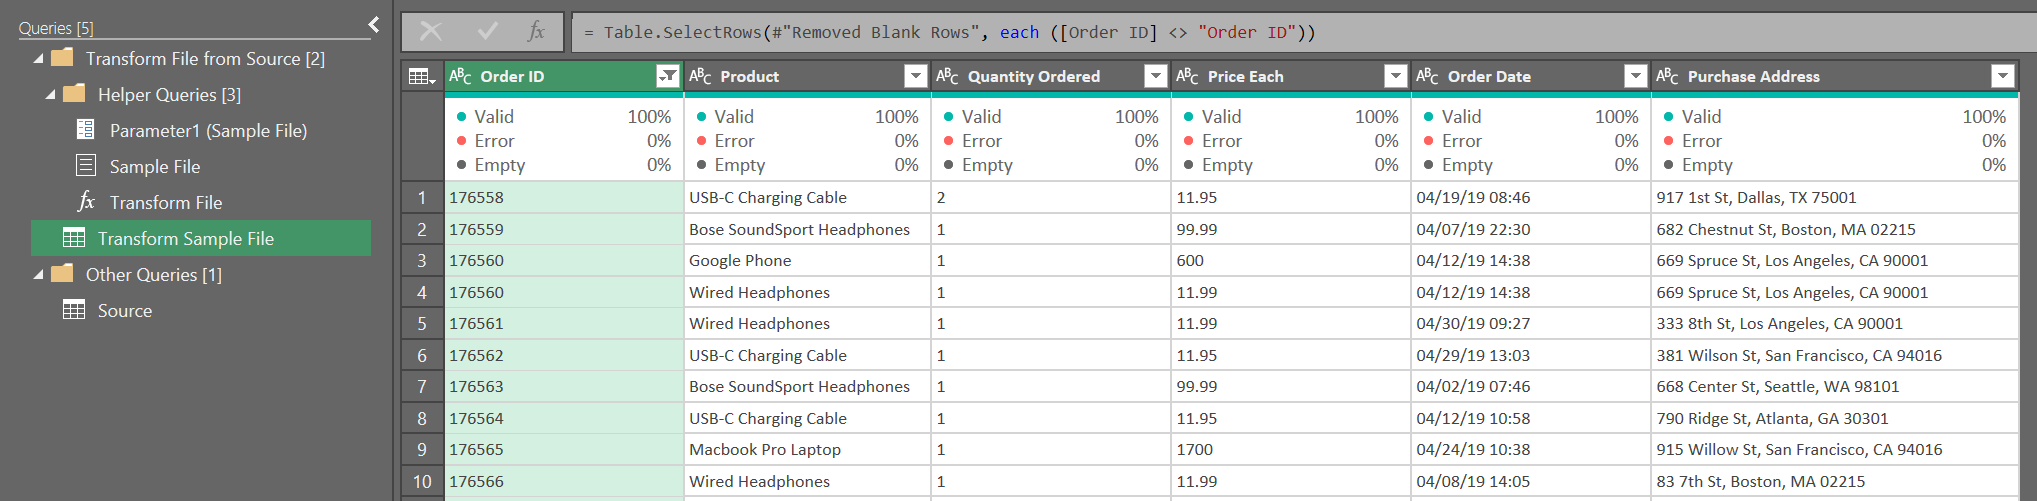 Queries [5]
Transform File from Source [2]
Helper Queries [3]
Parameter1 (Sample File)
Sample File
fx Transform File
Transform Sample File
Other Queries [1]
Source
fx = Table.SelectRows(#"Removed Blank Rows", each ([Order ID] <> "Order ID"))
ABC Order ID ABC Product ABC Quantity Ordered ABC Price Each ABC Order Date ABC Purchase Address
Valid 100% Valid 100% Valid 100% Valid 100% Valid 100% Valid 100%
Error 0% Error 0% Error 0% Error 0% Error 0% Error 0%
Empty 0% Empty 0% Empty 0% Empty 0% Empty 0% Empty 0%
1 176558 USB-C Charging Cable 2 11.95 04/19/19 08:46 917 1st St, Dallas, TX 75001
2 176559 Bose SoundSport Headphones 1 99.99 04/07/19 22:30 682 Chestnut St, Boston, MA 02215
3 176560 Google Phone 1 600 04/12/19 14:38 669 Spruce St, Los Angeles, CA 90001
4 176560 Wired Headphones 1 11.99 04/12/19 14:38 669 Spruce St, Los Angeles, CA 90001
5 176561 Wired Headphones 1 11.99 04/30/19 09:27 333 8th St, Los Angeles, CA 90001
6 176562 USB-C Charging Cable 1 11.95 04/29/19 13:03 381 Wilson St, San Francisco, CA 94016
7 176563 Bose SoundSport Headphones 1 99.99 04/02/19 07:46 668 Center St, Seattle, WA 98101
8 176564 USB-C Charging Cable 1 11.95 04/12/19 10:58 790 Ridge St, Atlanta, GA 30301
9 176565 Macbook Pro Laptop 1 1700 04/24/19 10:38 915 Willow St, San Francisco, CA 94016
10 176566 Wired Headphones 1 11.99 04/08/19 14:05 83 7th St, Boston, MA 02215